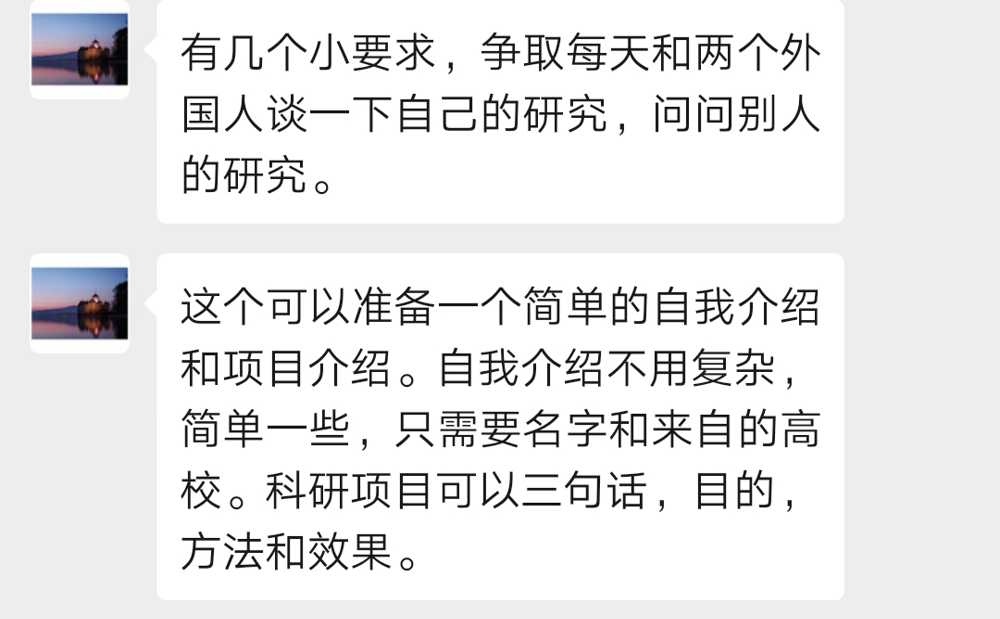 有几个小要求，争取每天和两个外
国人谈一下自己的研究，问问别人
的研究。
这个可以准备一个简单的自我介绍
和项目介绍。自我介绍不用复杂，
简单一些，只需要名字和来自的高
校。科研项目可以三句话，目的，
方法和效果。